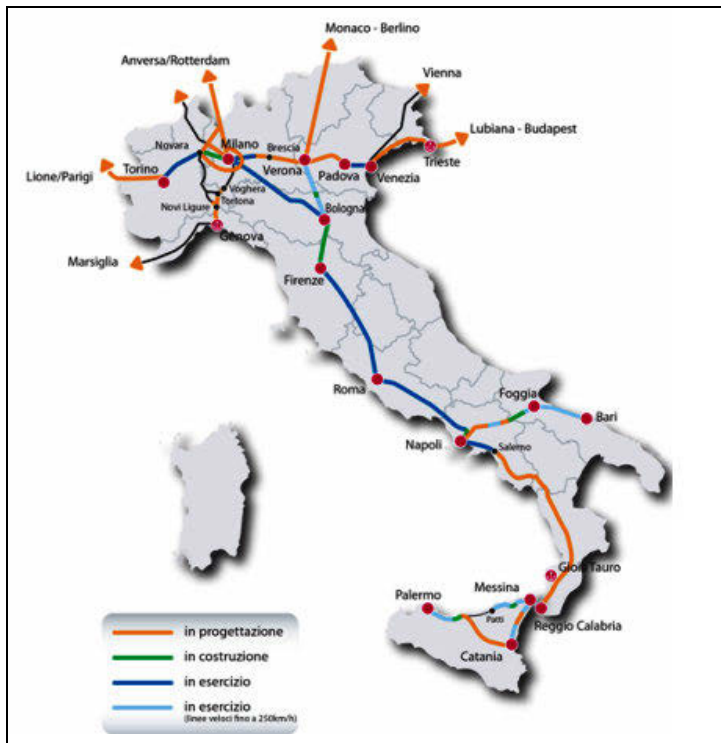 Monaco - Berlino
Anversa/Rotterdam
Vienna
Lubiana - Budapest
Novara
Milano
Brescia
Verona
Padova
Venezia
Trieste
Lione/Parigi
Torino
Voghera
Tortona
Novi Ligure
Bologna
Genova
Marsiglia
Firenze
Roma
Foggia
Bari
Napoli
Salerno
Gioia Tauro
Messina
Palermo
Patti
Reggio Calabria
Catania
in progettazione
in costruzione
in esercizio
in esercizio
(linee veloci fino a 250km/h)